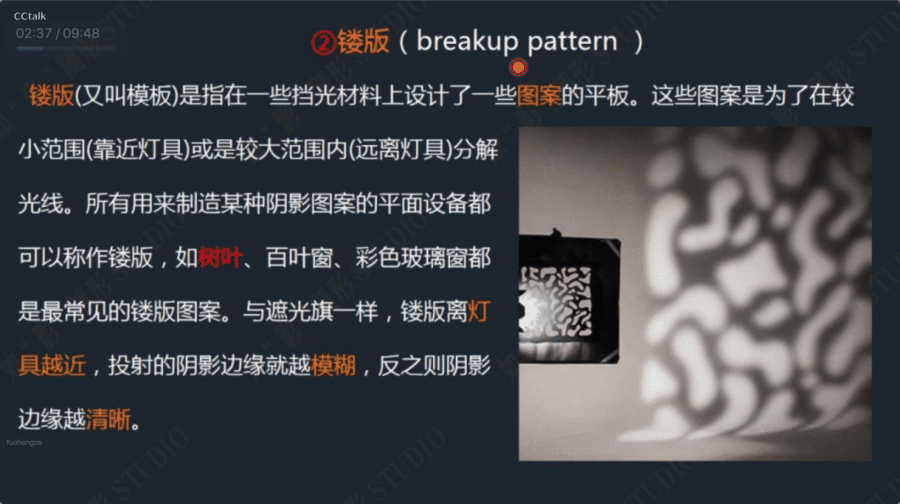 CCtalk
02:37 / 09:48
②镂版（breakup pattern ）
镂版(又叫模板)是指在一些挡光材料上设计了一些图案的平板。这些图案是为了在较
小范围(靠近灯具)或是较大范围内(远离灯具)分解
光线。所有用来制造某种阴影图案的平面设备都
可以称作镂版，如树叶、百叶窗、彩色玻璃窗都
是最常见的镂版图案。与遮光旗一样，镂版离灯
具越近，投射的阴影边缘就越模糊，反之则阴影
边缘越清晰。
fuchengze